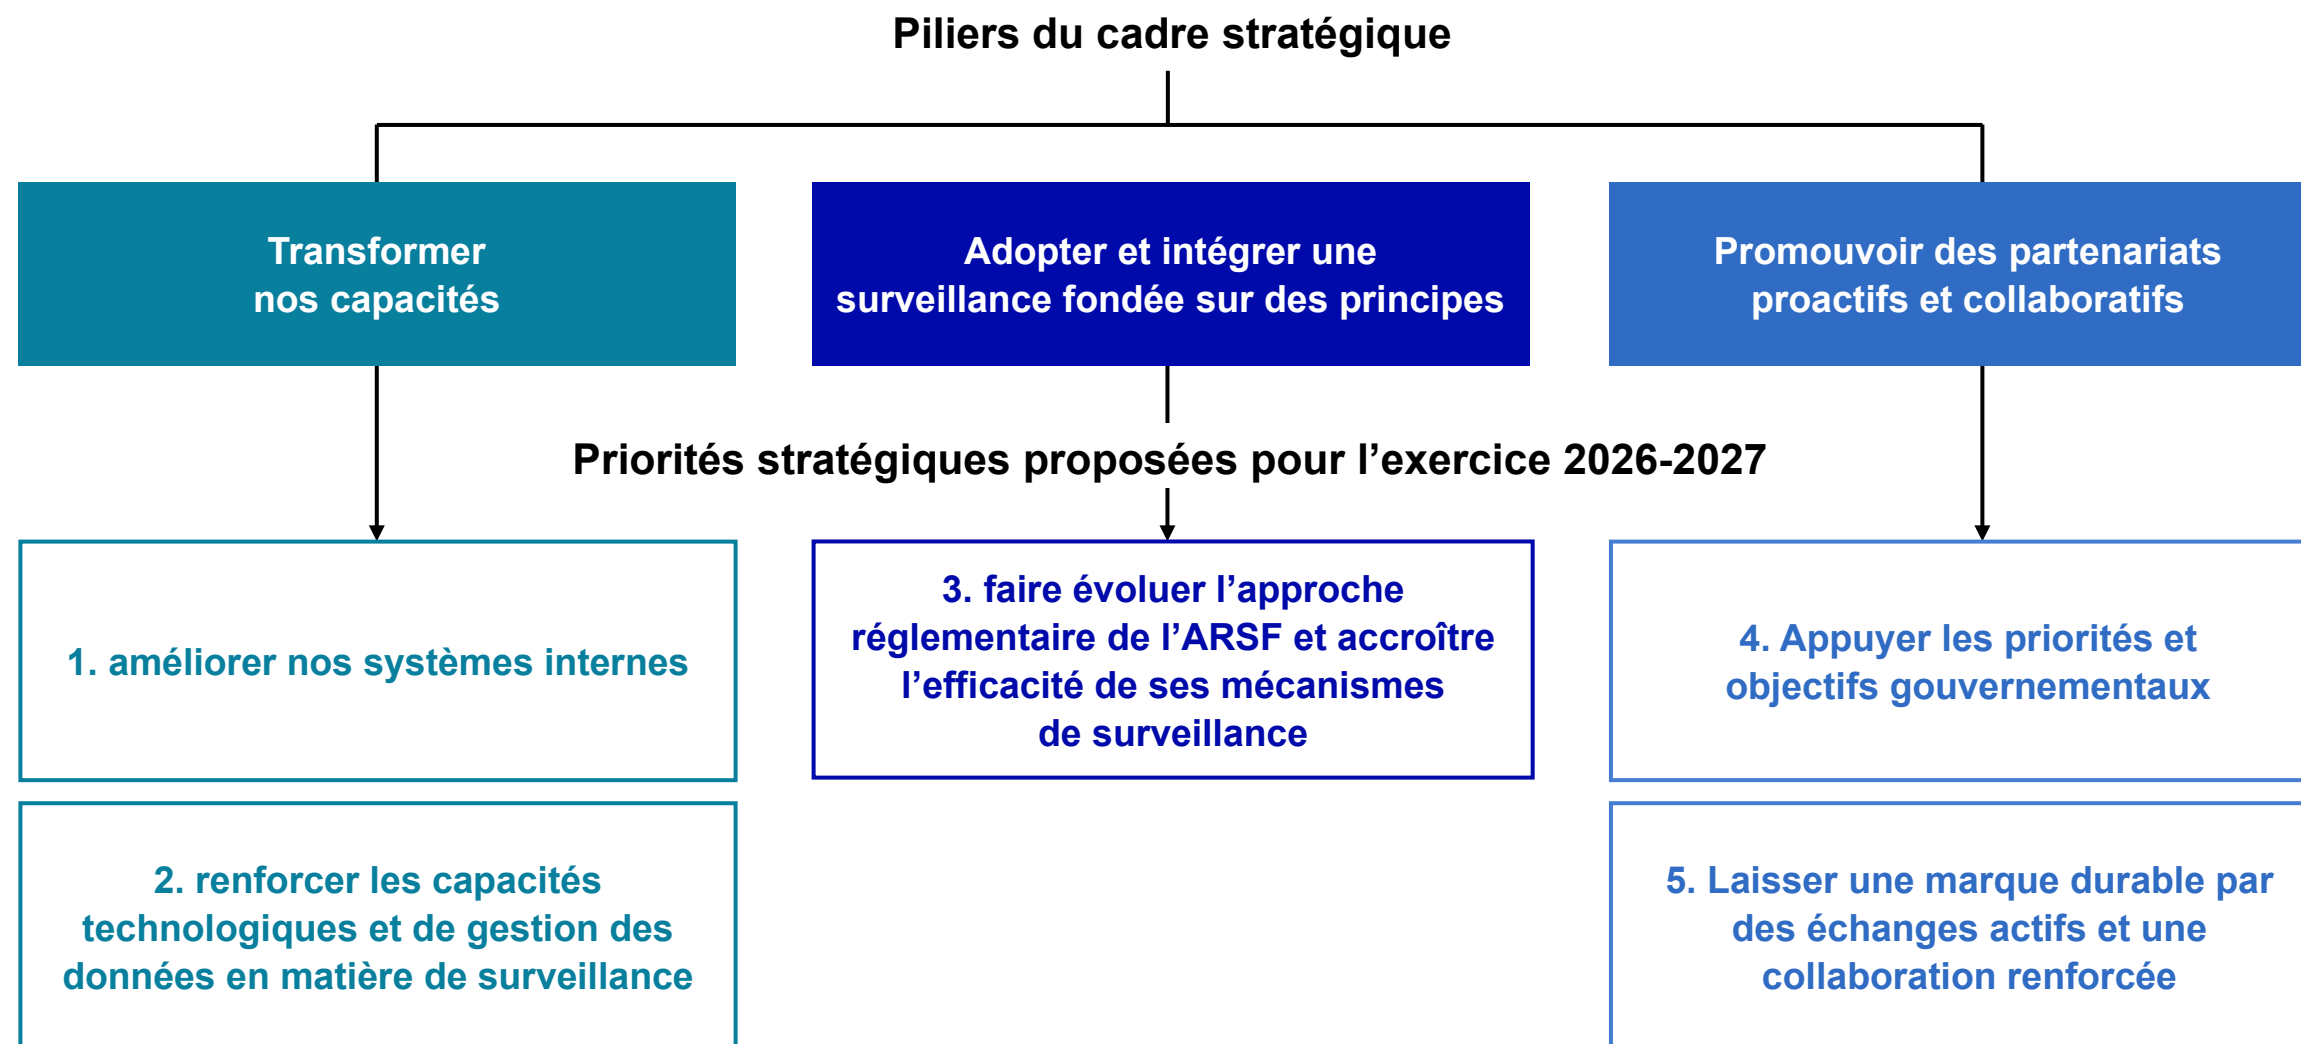 Piliers du cadre stratégique
Transformer
nos capacités
Adopter et intégrer une
surveillance fondée sur des principes
Promouvoir des partenariats
proactifs et collaboratifs
Priorités stratégiques proposées pour l’exercice 2026-2027
1. améliorer nos systèmes internes
2. renforcer les capacités
technologiques et de gestion des
données en matière de surveillance
3. faire évoluer l’approche
réglementaire de l’ARSF et accroître
l’efficacité de ses mécanismes
de surveillance
4. Appuyer les priorités et
objectifs gouvernementaux
5. Laisser une marque durable par
des échanges actifs et une
collaboration renforcée